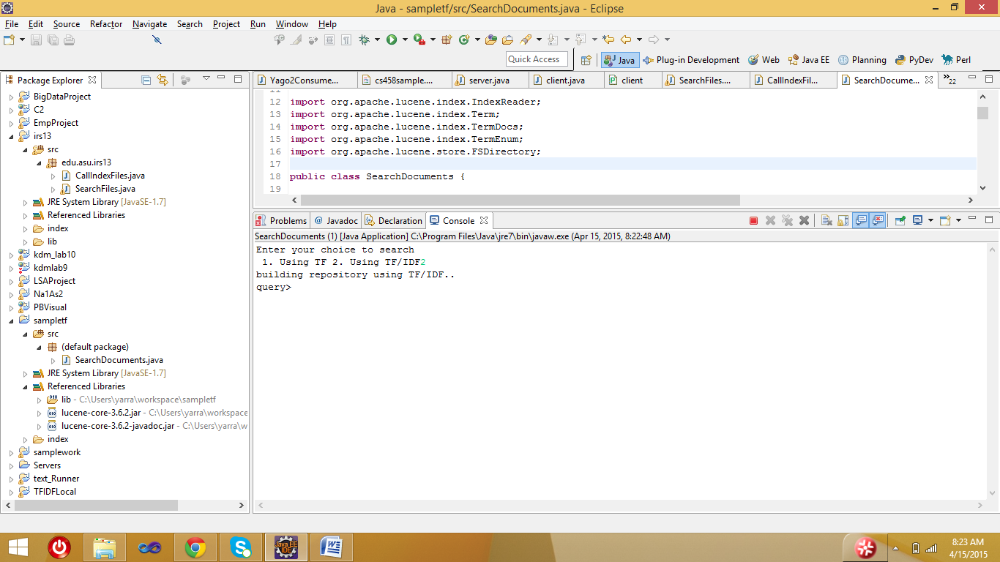 Java - sampletf/src/SearchDocuments.java - Eclipse
File Edit Source Refactor Navigate Search Project Run Window Help
Quick Access
Java Plug-in Development Web Java EE Planning PyDev Perl
Package Explorer
BigDataProject
C2
EmpProject
irs13
src
edu.asu.irs13
CallIndexFiles.java
SearchFiles.java
JRE System Library [JavaSE-1.7]
Referenced Libraries
index
lib
kdm_lab10
kdmlab9
LSAProject
Na1As2
PBVisual
sampletf
src
(default package)
SearchDocuments.java
JRE System Library [JavaSE-1.7]
Referenced Libraries
lib - C:\Users\yarra\workspace\sampletf
lucene-core-3.6.2.jar - C:\Users\yarra\workspace
lucene-core-3.6.2-javadoc.jar - C:\Users\yarra\w
index
samplework
Servers
text_Runner
TFIDFLocal
Yago2Consume... cs458sample.... server.java client.java client SearchFiles.... CallIndexFil... SearchDocume... 22
11
12 import org.apache.lucene.index.IndexReader;
13 import org.apache.lucene.index.Term;
14 import org.apache.lucene.index.TermDocs;
15 import org.apache.lucene.index.TermEnum;
16 import org.apache.lucene.store.FSDirectory;
17
18 public class SearchDocuments {
19
Problems @ Javadoc Declaration Console
SearchDocuments (1) [Java Application] C:\Program Files\Java\jre7\bin\javaw.exe (Apr 15, 2015, 8:22:48 AM)
Enter your choice to search
1. Using TF 2. Using TF/IDF2
building repository using TF/IDF..
query>
Java EE
IDE
8:23 AM
4/15/2015